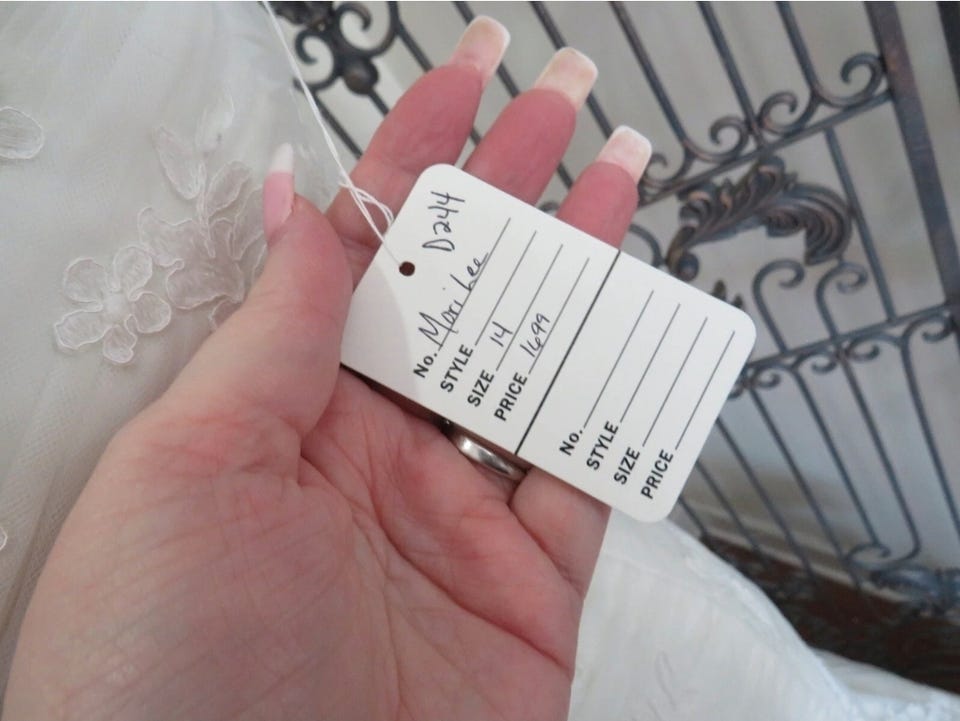 D244
No. Mori Lee
STYLE
SIZE 14
PRICE 1699
No.
STYLE
SIZE
PRICE